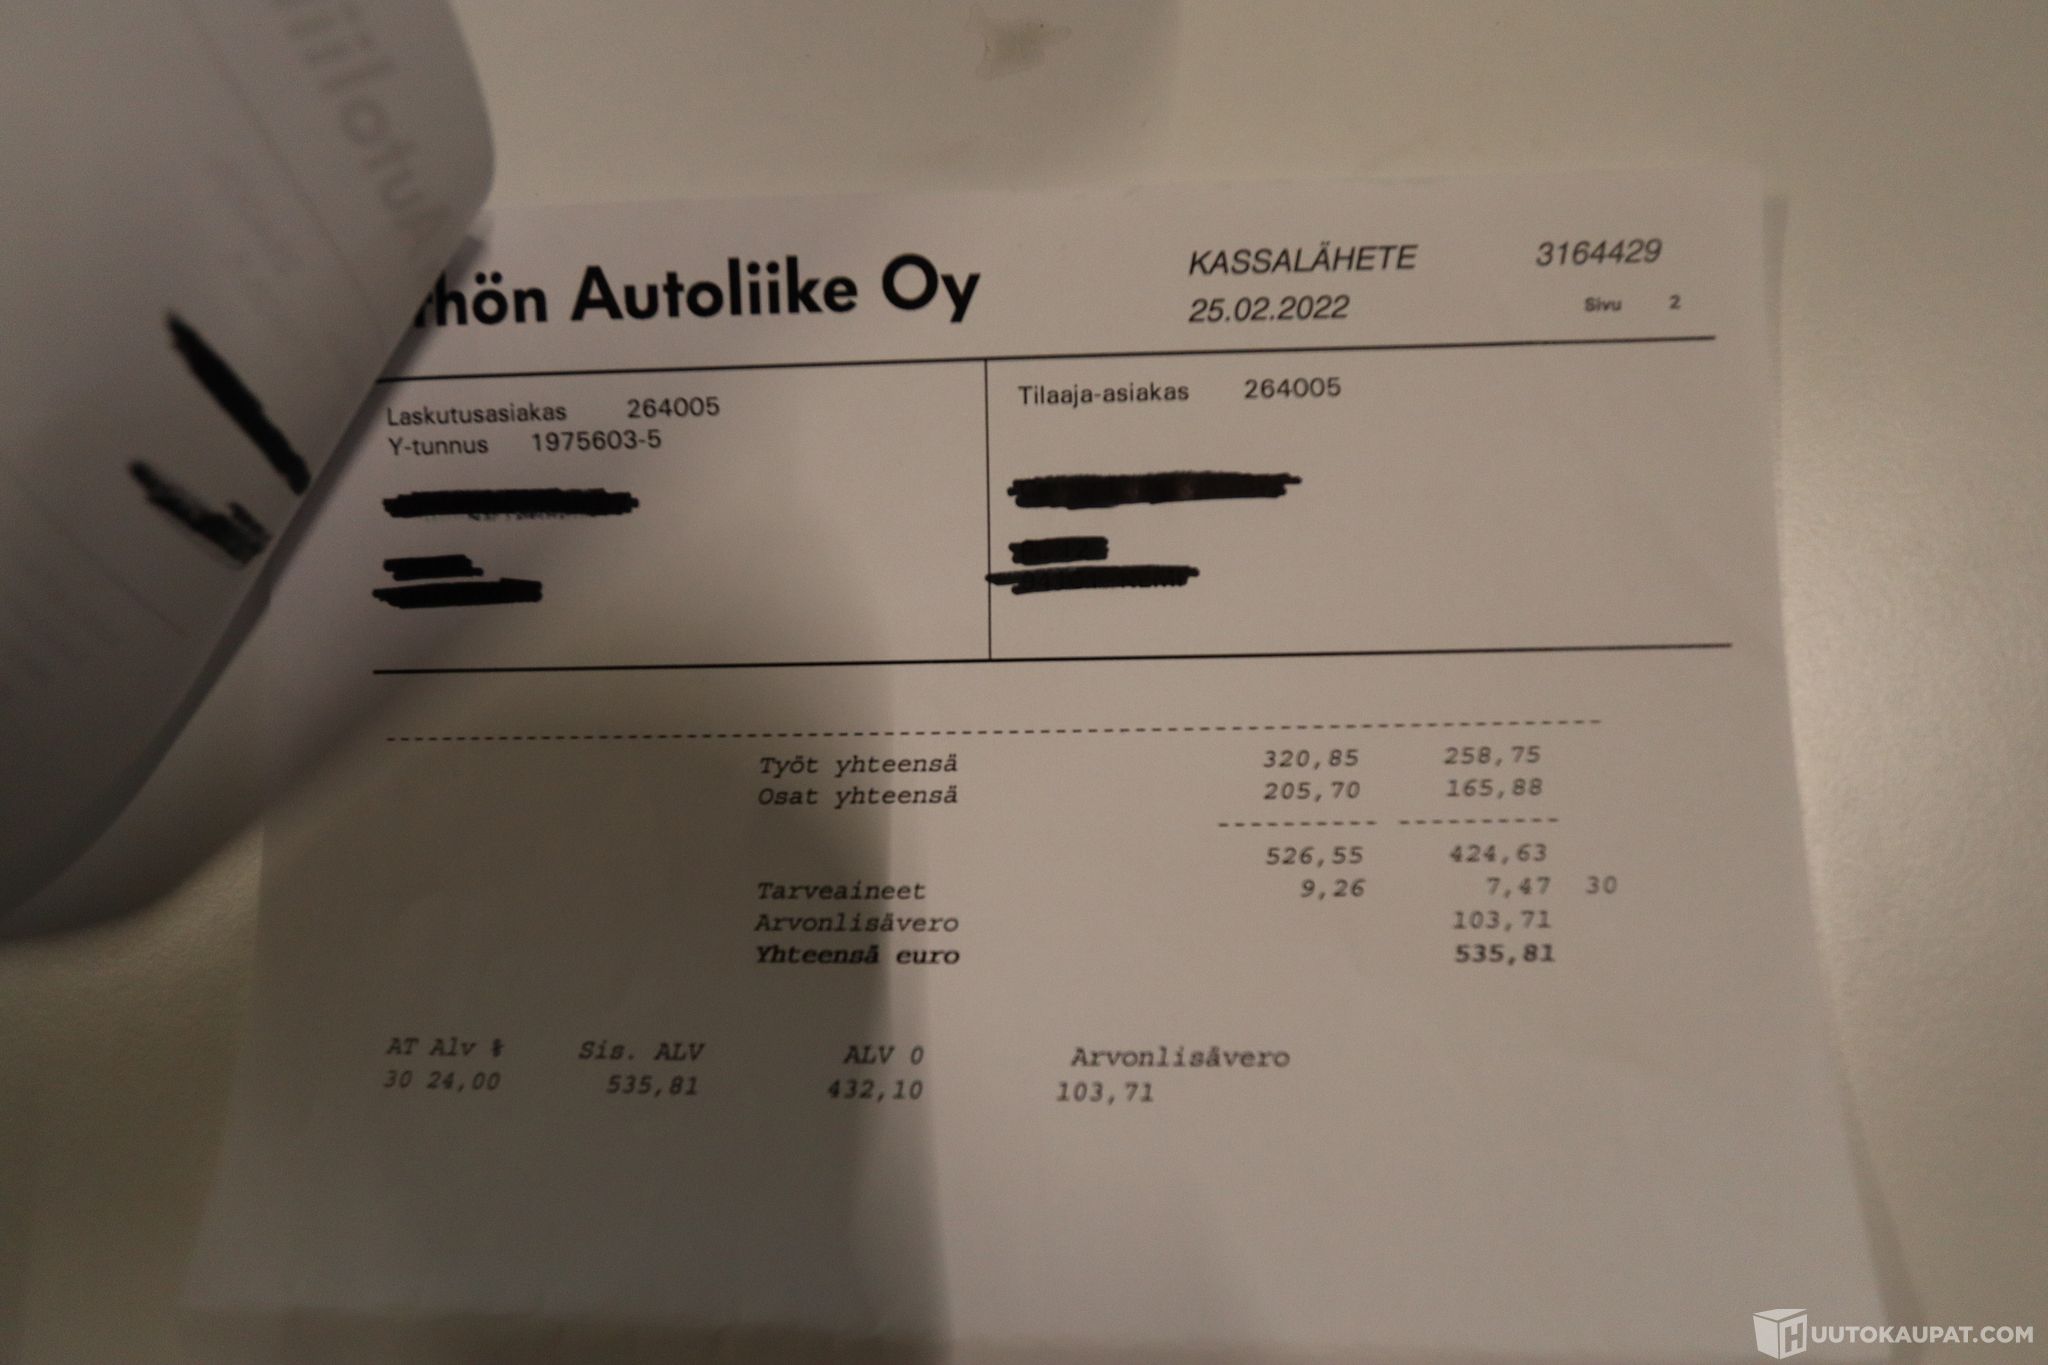 Autoliik
hön Autoliike Oy
KASSALÄHETE 3164429
25.02.2022 Sivu 2
Laskutusasiakas 264005
Y-tunnus 1975603-5
Tilaaja-asiakas 264005
Työt yhteensä 320,85 258,75
Osat yhteensä 205,70 165,88
526,55 424,63
Tarveaineet 9,26 7,47 30
Arvonlisävero 103,71
Yhteensä euro 535,81
AT Alv % Sis. ALV ALV 0 Arvonlisävero
30 24,00 535,81 432,10 103,71
HUUTOKAUPAT.COM